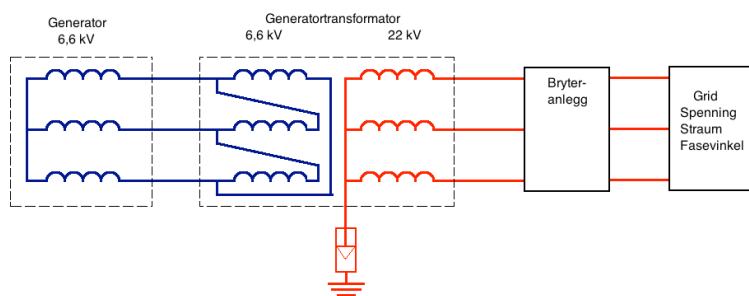 Generator
6,6 kV
Generatortransformator
6,6 kV
22 kV
Bryter-
anlegg
Grid
Spenning
Straum
Fasevinkel